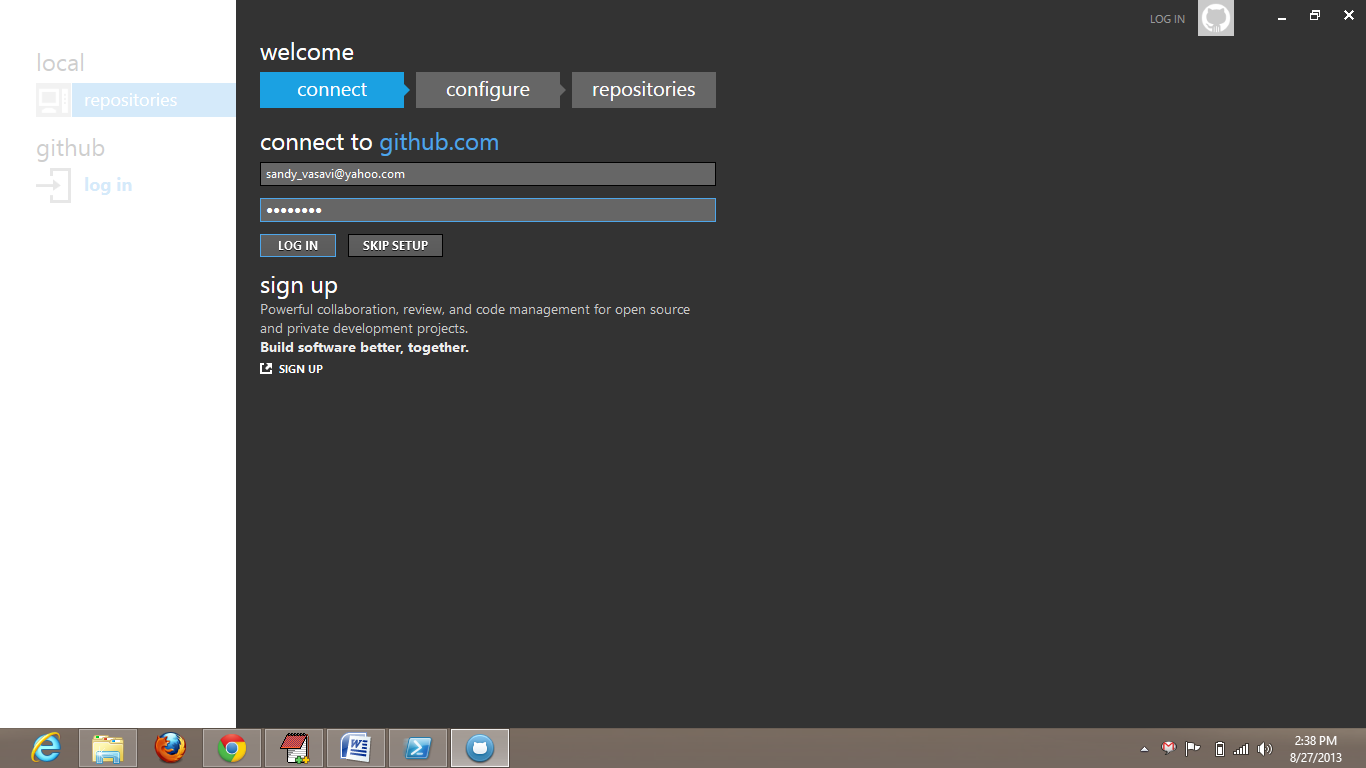 LOG IN
local
repositories
github
log in
welcome
connect
configure
repositories
connect to github.com
sandy_vasavi@yahoo.com
••••••••
LOG IN
SKIP SETUP
sign up
Powerful collaboration, review, and code management for open source
and private development projects.
Build software better, together.
SIGN UP
2:38 PM
8/27/2013